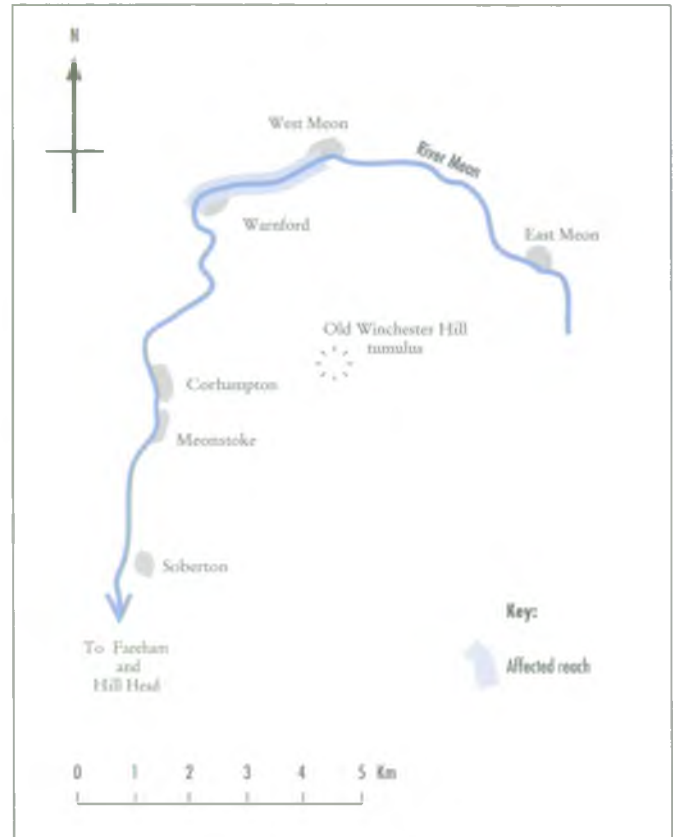 N
West Meon
River Meon
Warnford
East Meon
Old Winchester Hill
tumulus
Corhampton
Meonstoke
Soberton
Key:
To Fareham
and
Hill Head
Affected reach
0 1 2 3 4 5 Km